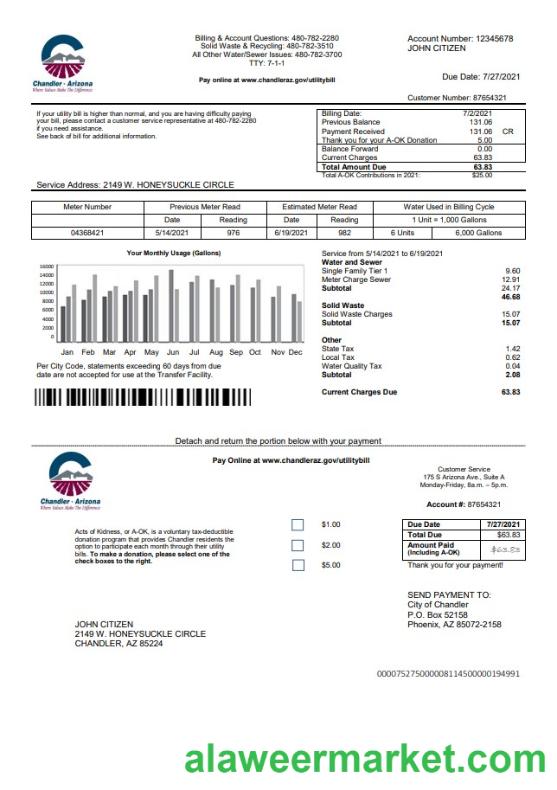 Billing & Account Questions: 480-782-2280
Solid Waste & Recycling: 480-782-3510
All Other Water/Sewer Issues: 480-782-3700
TTY: 7-1-1
Pay online at www.chandleraz.gov/utilitybill
Account Number: 12345678
JOHN CITIZEN
Due Date: 7/27/2021
Customer Number: 87654321
Chandler · Arizona
Where Values Make The Difference
If your utility bill is higher than normal, and you are having difficulty paying
your bill, please contact a customer service representative at 480-782-2280
if you need assistance.
See back of bill for additional information.
Billing Date: 7/2/2021
Previous Balance 131.06
Payment Received 131.06 CR
Thank you for your A-OK Donation 5.00
Balance Forward 0.00
Current Charges 63.83
Total Amount Due 63.83
Total A-OK Contributions in 2021: $25.00
Service Address: 2149 W. HONEYSUCKLE CIRCLE
Meter Number Previous Meter Read Estimated Meter Read Water Used in Billing Cycle
Date Reading Date Reading 1 Unit = 1,000 Gallons
04368421 5/14/2021 976 6/19/2021 982 6 Units 6,000 Gallons
Your Monthly Usage (Gallons)
16000
14000
12000
10000
8000
6000
4000
2000
0
Jan Feb Mar Apr May Jun Jul Aug Sep Oct Nov Dec
Per City Code, statements exceeding 60 days from due
date are not accepted for use at the Transfer Facility.
Service from 5/14/2021 to 6/19/2021
Water and Sewer
Single Family Tier 1 9.60
Meter Charge Sewer 12.91
Subtotal 24.17
46.68
Solid Waste
Solid Waste Charges 15.07
Subtotal 15.07
Other
State Tax 1.42
Local Tax 0.62
Water Quality Tax 0.04
Subtotal 2.08
Current Charges Due 63.83
Detach and return the portion below with your payment
Chandler · Arizona
Where Values Make The Difference
Pay Online at www.chandleraz.gov/utilitybill
Customer Service
175 S Arizona Ave., Suite A
Monday-Friday, 8a.m. – 5p.m.
Account #: 87654321
Acts of Kidness, or A-OK, is a voluntary tax-deductible
donation program that provides Chandler residents the
option to participate each month through their utility
bills. To make a donation, please select one of the
check boxes to the right.
$1.00
$2.00
$5.00
Due Date 7/27/2021
Total Due $63.83
Amount Paid
(Including A-OK) $63.83
Thank you for your payment!
SEND PAYMENT TO:
City of Chandler
P.O. Box 52158
Phoenix, AZ 85072-2158
JOHN CITIZEN
2149 W. HONEYSUCKLE CIRCLE
CHANDLER, AZ 85224
00007527500000811450000019499​1
alaweermarket.com